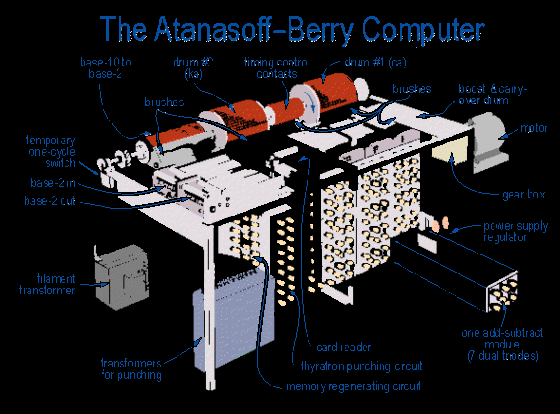 The Atanasoff-Berry Computer
base-10 to
base-2
drum #0
(ka)
timing control
contacts
drum #1 (ca)
brushes
brushes
boost & carry-
over drum
motor
temporary
one-cycle
switch
base-2 in
base-2 out
gear box
power supply
regulator
filament
transformer
one add-subtract
module
(7 dual triodes)
card reader
transformers
for punching
thyratron punching circuit
memory regenerating circuit